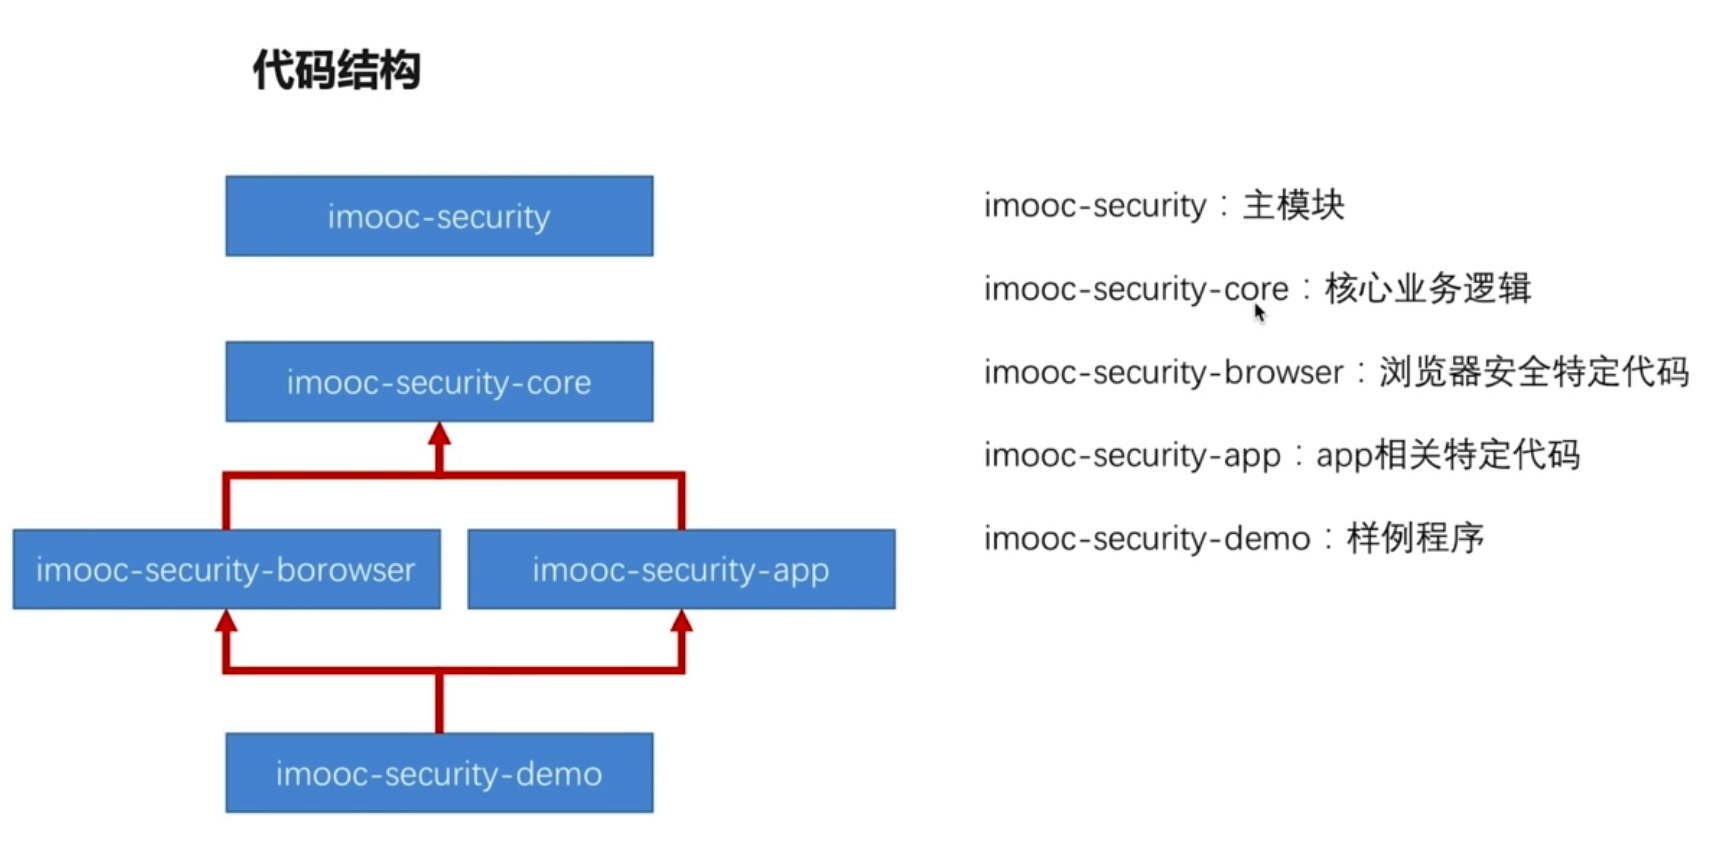 代码结构
imooc-security
imooc-security-core
imooc-security-borowser
imooc-security-app
imooc-security-demo
imooc-security：主模块
imooc-security-core：核心业务逻辑
imooc-security-browser：浏览器安全特定代码
imooc-security-app：app相关特定代码
imooc-security-demo：样例程序